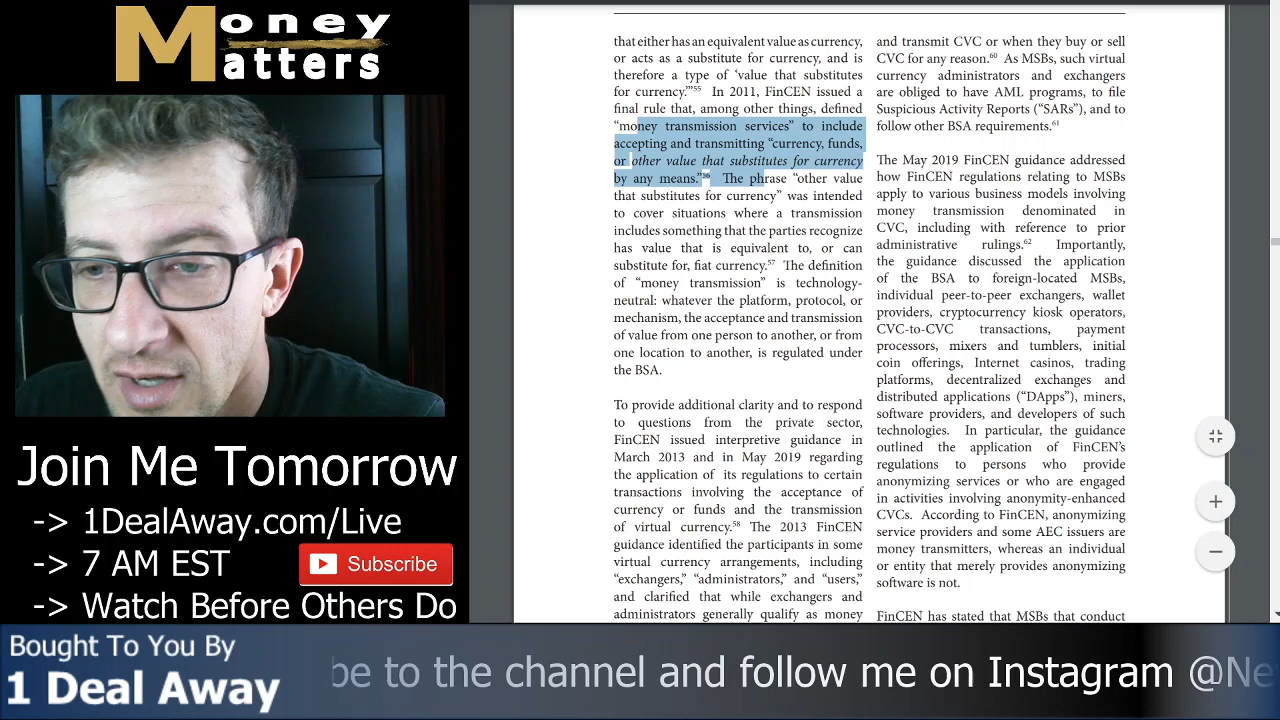 Money
Matters
Join Me Tomorrow
-> 1DealAway.com/Live
-> 7 AM EST
Subscribe
-> Watch Before Others Do
that either has an equivalent value as currency,
or acts as a substitute for currency, and is
therefore a type of ‘value that substitutes
for currency.’”55 In 2011, FinCEN issued a
final rule that, among other things, defined
“money transmission services” to include
accepting and transmitting “currency, funds,
or other value that substitutes for currency
by any means.”56 The phrase “other value
that substitutes for currency” was intended
to cover situations where a transmission
includes something that the parties recognize
has value that is equivalent to, or can
substitute for, fiat currency.57 The definition
of “money transmission” is technology-
neutral: whatever the platform, protocol, or
mechanism, the acceptance and transmission
of value from one person to another, or from
one location to another, is regulated under
the BSA.
To provide additional clarity and to respond
to questions from the private sector,
FinCEN issued interpretive guidance in
March 2013 and in May 2019 regarding
the application of its regulations to certain
transactions involving the acceptance of
currency or funds and the transmission
of virtual currency.58 The 2013 FinCEN
guidance identified the participants in some
virtual currency arrangements, including
“exchangers,” “administrators,” and “users,”
and clarified that while exchangers and
administrators generally qualify as money
and transmit CVC or when they buy or sell
CVC for any reason.60 As MSBs, such virtual
currency administrators and exchangers
are obliged to have AML programs, to file
Suspicious Activity Reports (“SARs”), and to
follow other BSA requirements.61
The May 2019 FinCEN guidance addressed
how FinCEN regulations relating to MSBs
apply to various business models involving
money transmission denominated in
CVC, including with reference to prior
administrative rulings.62 Importantly,
the guidance discussed the application
of the BSA to foreign-located MSBs,
individual peer-to-peer exchangers, wallet
providers, cryptocurrency kiosk operators,
CVC-to-CVC transactions, payment
processors, mixers and tumblers, initial
coin offerings, Internet casinos, trading
platforms, decentralized exchanges and
distributed applications (“DApps”), miners,
software providers, and developers of such
technologies. In particular, the guidance
outlined the application of FinCEN’s
regulations to persons who provide
anonymizing services or who are engaged
in activities involving anonymity-enhanced
CVCs. According to FinCEN, anonymizing
service providers and some AEC issuers are
money transmitters, whereas an individual
or entity that merely provides anonymizing
software is not.
FinCEN has stated that MSBs that conduct
Bought To You By
1 Deal Away
be to the channel and follow me on Instagram @Ne